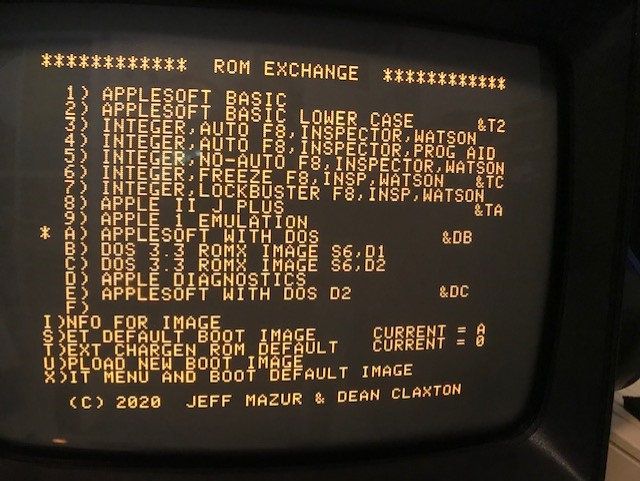 ************ ROM EXCHANGE ************
1) APPLESOFT BASIC
2) APPLESOFT BASIC LOWER CASE &T2
3) INTEGER,AUTO F8,INSPECTOR,WATSON
4) INTEGER,AUTO F8,INSPECTOR,PROG AID
5) INTEGER,NO-AUTO F8,INSPECTOR,WATSON
6) INTEGER,FREEZE F8,INSP,WATSON &TC
7) INTEGER,LOCKBUSTER F8,INSP,WATSON
8) APPLE II J PLUS &TA
9) APPLE 1 EMULATION
* A) APPLESOFT WITH DOS &DB
B) DOS 3.3 ROMX IMAGE S6,D1
C) DOS 3.3 ROMX IMAGE S6,D2
D) APPLE DIAGNOSTICS
E) APPLESOFT WITH DOS D2 &DC
F)
I)NFO FOR IMAGE
S)ET DEFAULT BOOT IMAGE CURRENT = A
T)EXT CHARGEN ROM DEFAULT CURRENT = 0
U)PLOAD NEW BOOT IMAGE
X)IT MENU AND BOOT DEFAULT IMAGE
(C) 2020 JEFF MAZUR & DEAN CLAXTON